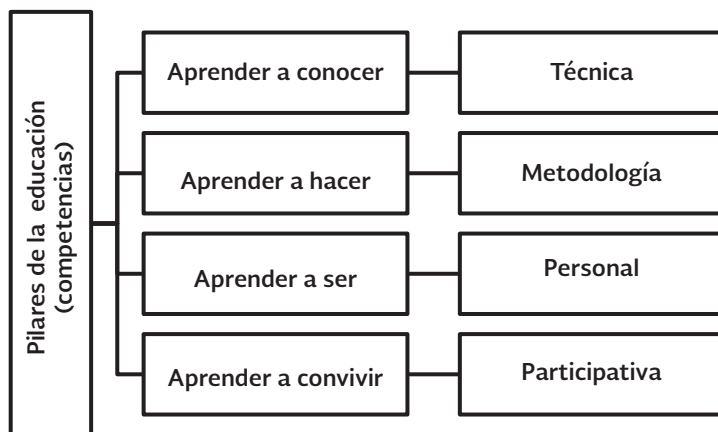 Pilares de la educación
(competencias)
Aprender a conocer
Técnica
Aprender a hacer
Metodología
Aprender a ser
Personal
Aprender a convivir
Participativa